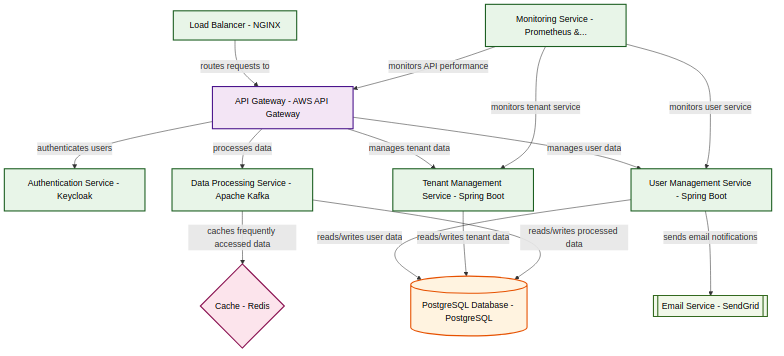 Load Balancer - NGINX
Monitoring Service -
Prometheus &...
routes requests to
monitors API performance
API Gateway - AWS API
Gateway
monitors tenant service
monitors user service
authenticates users
processes data
manages tenant data
manages user data
Authentication Service -
Keycloak
Data Processing Service -
Apache Kafka
Tenant Management
Service - Spring Boot
User Management Service
- Spring Boot
caches frequently
accessed data
reads/writes user data
reads/writes tenant data
reads/writes processed
data
sends email notifications
Cache - Redis
PostgreSQL Database -
PostgreSQL
Email Service - SendGrid